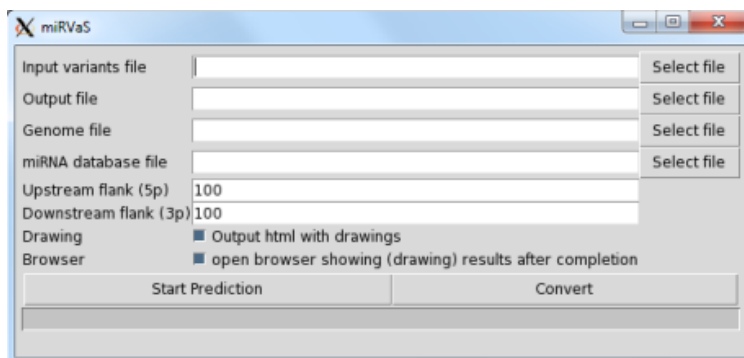 miRVaS
Input variants file Select file
Output file Select file
Genome file Select file
miRNA database file Select file
Upstream flank (5p) 100
Downstream flank (3p) 100
Drawing Output html with drawings
Browser open browser showing (drawing) results after completion
Start Prediction Convert